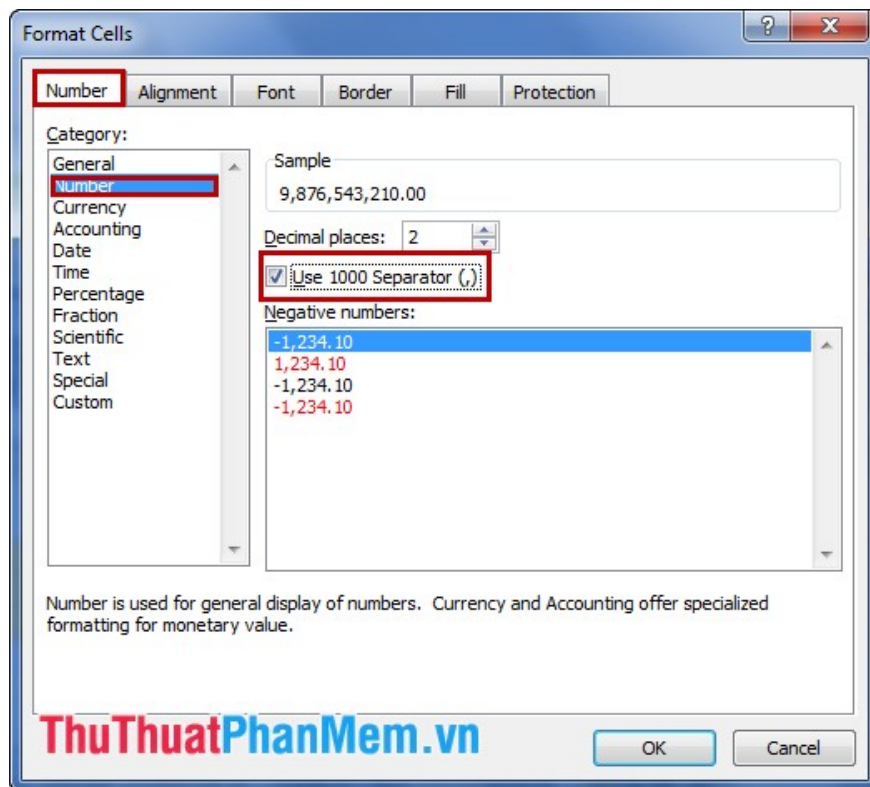 Format Cells
Number Alignment Font Border Fill Protection
Category:
General
Number
Currency
Accounting
Date
Time
Percentage
Fraction
Scientific
Text
Special
Custom
Sample
9,876,543,210.00
Decimal places: 2
Use 1000 Separator (,)
Negative numbers:
-1,234.10
1,234.10
-1,234.10
-1,234.10
Number is used for general display of numbers. Currency and Accounting offer specialized
formatting for monetary value.
ThuThuatPhanMem.vn
OK Cancel